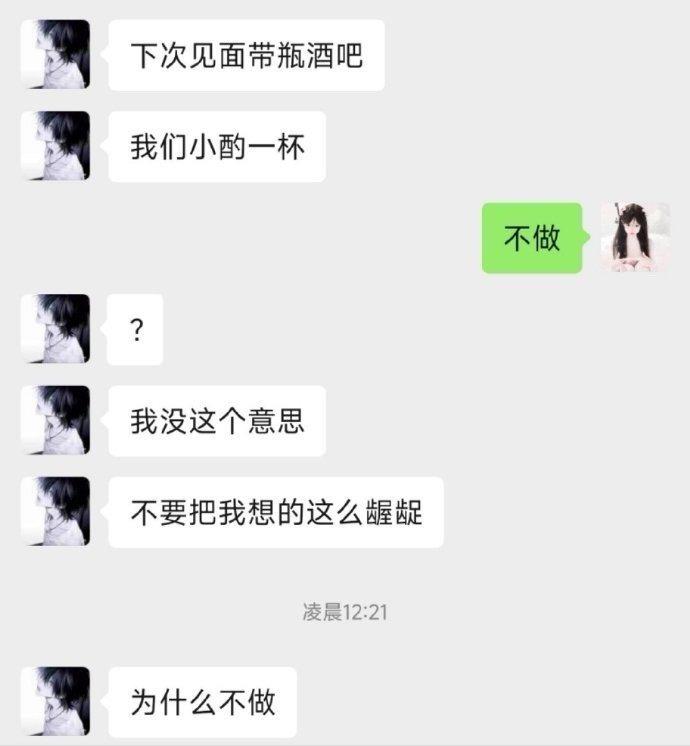 下次见面带瓶酒吧
我们小酌一杯
不做
?
我没这个意思
不要把我想的这么龌龊
凌晨12:21
为什么不做